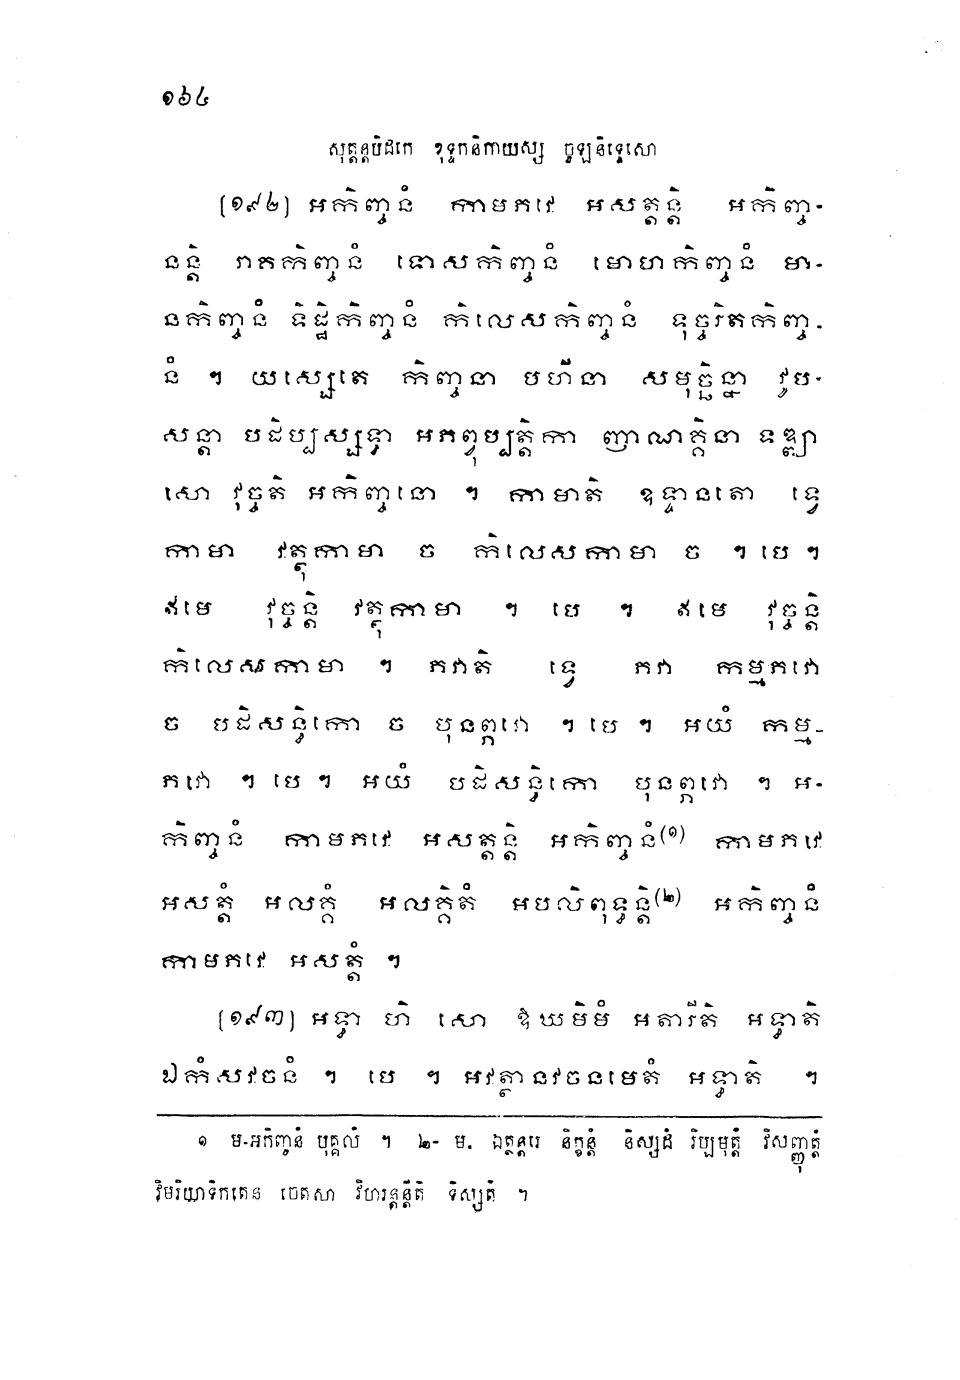 ១៦៤
សុត្តន្តបិដកេ ខុទ្ទកនិកាយស្ស ចូឡនិទ្ទេសោ
[១៩២] អកិញ្ចនំ កាមភវេ អសត្តន្តិ អកិញ្ច-
នន្តិ រាគកិញ្ចនំ ទោសកិញ្ចនំ មោហកិញ្ចនំ មា-
នកិញ្ចនំ ទិដ្ឋិកិញ្ចនំ កិលេសកិញ្ចនំ ទុច្ចរិតកិញ្ច-
នំ ។ យស្សេតេ កិញ្ចនា បហីនា សមុច្ឆិន្នា វូប-
សន្តា បដិប្បស្សទ្ធា អភព្វុប្បត្តិកា ញាណគ្គិនា ទឌ្ឍា
សោ វុច្ចតិ អកិញ្ចនោ ។ កាមាតិ ឧទ្ទានតោ ទ្វេ
កាមា វត្ថុកាមា ច កិលេសកាមា ច ។ បេ ។
ឥមេ វុច្ចន្តិ វត្ថុកាមា ។ បេ ។ ឥមេ វុច្ចន្តិ
កិលេសកាមា ។ ភវាតិ ទ្វេ ភវា កម្មភវោ
ច បដិសន្ធិកោ ច បុនព្ភវោ ។ បេ ។ អយំ កម្ម-
ភវោ ។ បេ ។ អយំ បដិសន្ធិកោ បុនព្ភវោ ។ អ-
កិញ្ចនំ កាមភវេ អសត្តន្តិ អកិញ្ចនំ(១) កាមភវេ
អសត្តំ អលគ្គំ អលគ្គិតំ អបលិពុទ្ធន្តិ(២) អកិញ្ចនំ
កាមភវេ អសត្តំ ។
[១៩៣] អទ្ធា ហិ សោ ឱឃមិមំ អតារីតិ អទ្ធាតិ
ឯកំសវចនំ ។ បេ ។ អវត្ថានវចនមេតំ អទ្ធាតិ ។
១ ម-អកិញ្ចនំ បុគ្គលំ ។ ២- ម. ឯត្ថន្តរេ និក្ខន្តំ និស្សដំ វិប្បមុត្តំ វិសញ្ញុត្តំ
វិមរិយាទិកតេន ចេតសា វិហរន្តន្តីតិ ទិស្សតិ ។